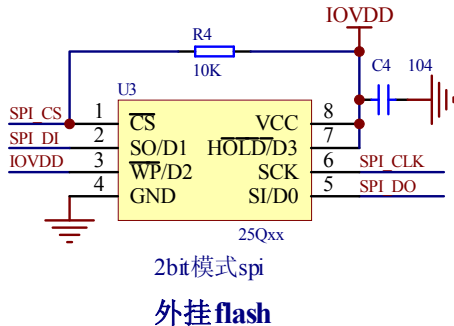 IOVDD
R4
10K
C4 104
U3
SPI_CS 1 CS VCC 8
SPI_DI 2 SO/D1 HOLD/D3 7
IOVDD 3 WP/D2 SCK 6 SPI_CLK
4 GND SI/D0 5 SPI_DO
25Qxx
2bit模式spi
外挂flash